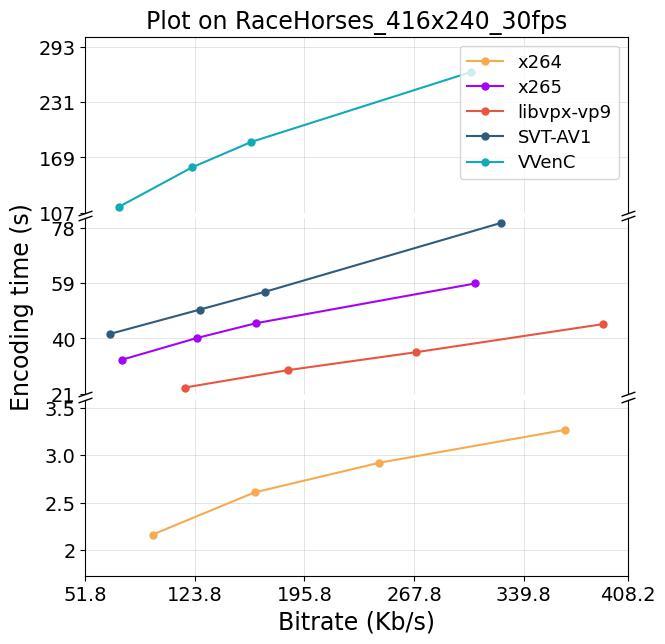 Plot on RaceHorses_416x240_30fps
293
231
169
107
78
59
40
21
3.5
3.0
2.5
2
Encoding time (s)
x264
x265
libvpx-vp9
SVT-AV1
VVenC
51.8 123.8 195.8 267.8 339.8 408.2
Bitrate (Kb/s)